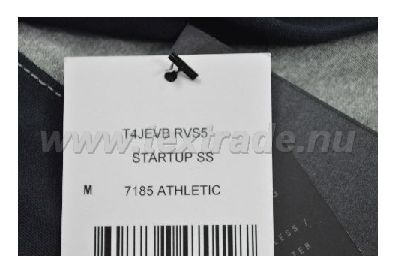 T4JEVB RVS5
STARTUP SS
www.textrade.nu
M 7185 ATHLETIC